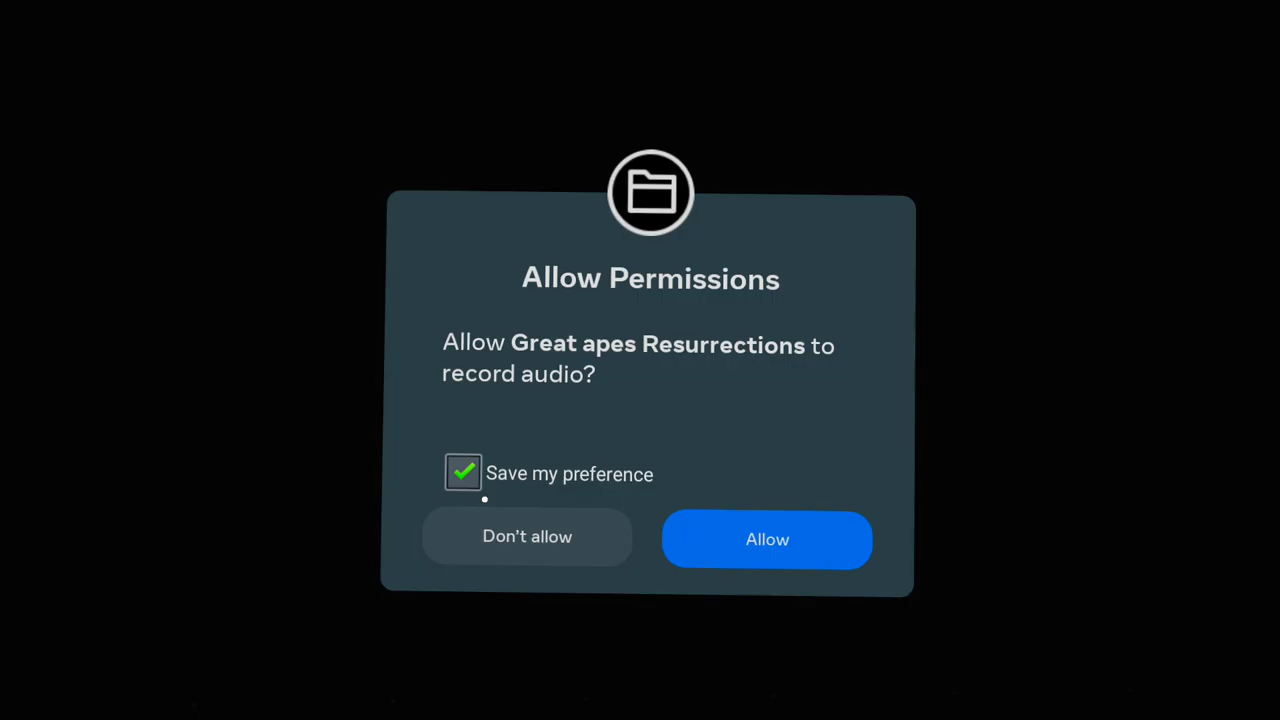 Allow Permissions
Allow Great apes Resurrections to
record audio?
Save my preference
Don't allow
Allow